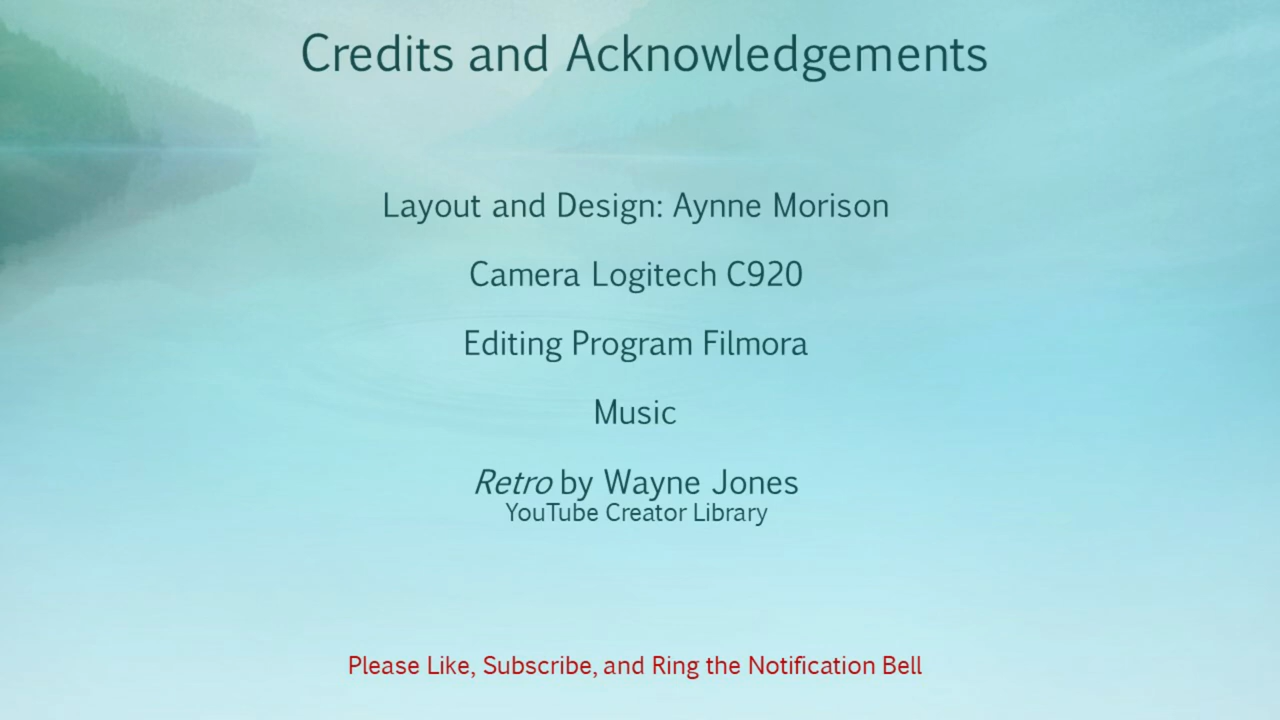 Credits and Acknowledgements
Layout and Design: Aynne Morison
Camera Logitech C920
Editing Program Filmora
Music
Retro by Wayne Jones
YouTube Creator Library
Please Like, Subscribe, and Ring the Notification Bell